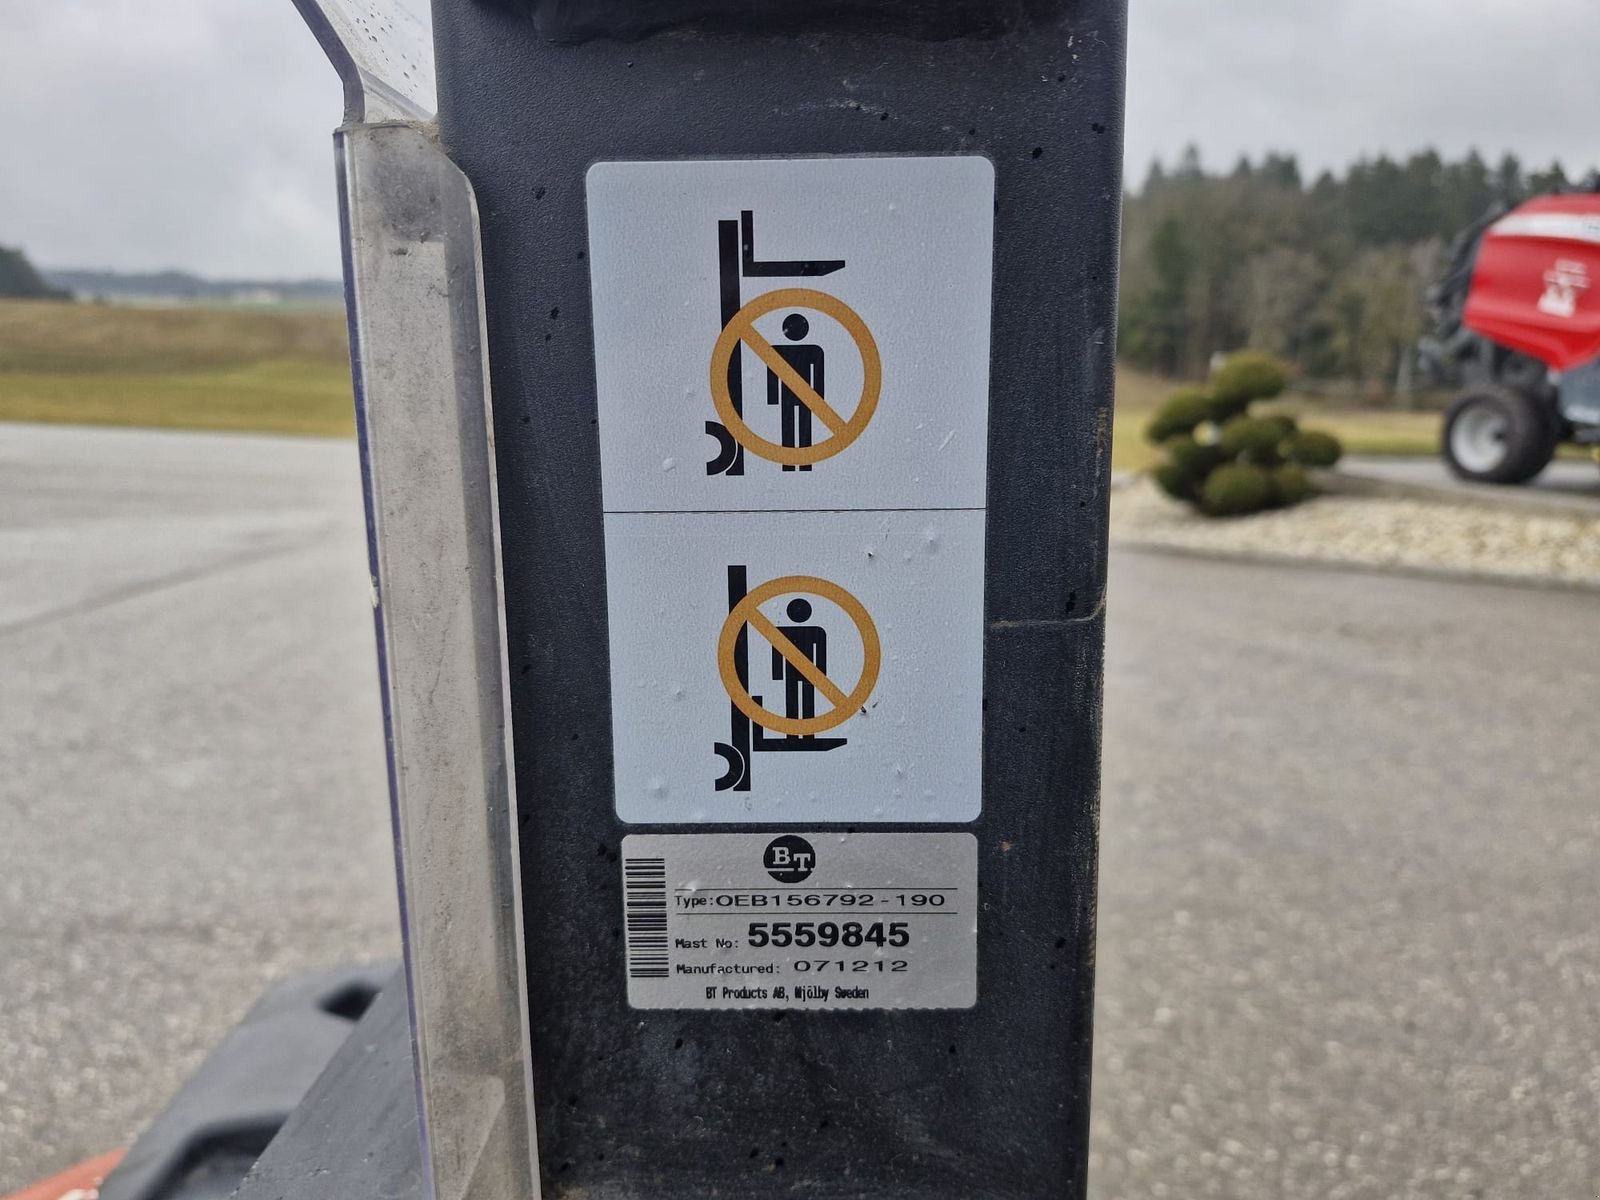 BT
Type:OEB156792-190
Mast No: 5559845
Manufactured: 071212
BT Products AB, Mjölby Sweden